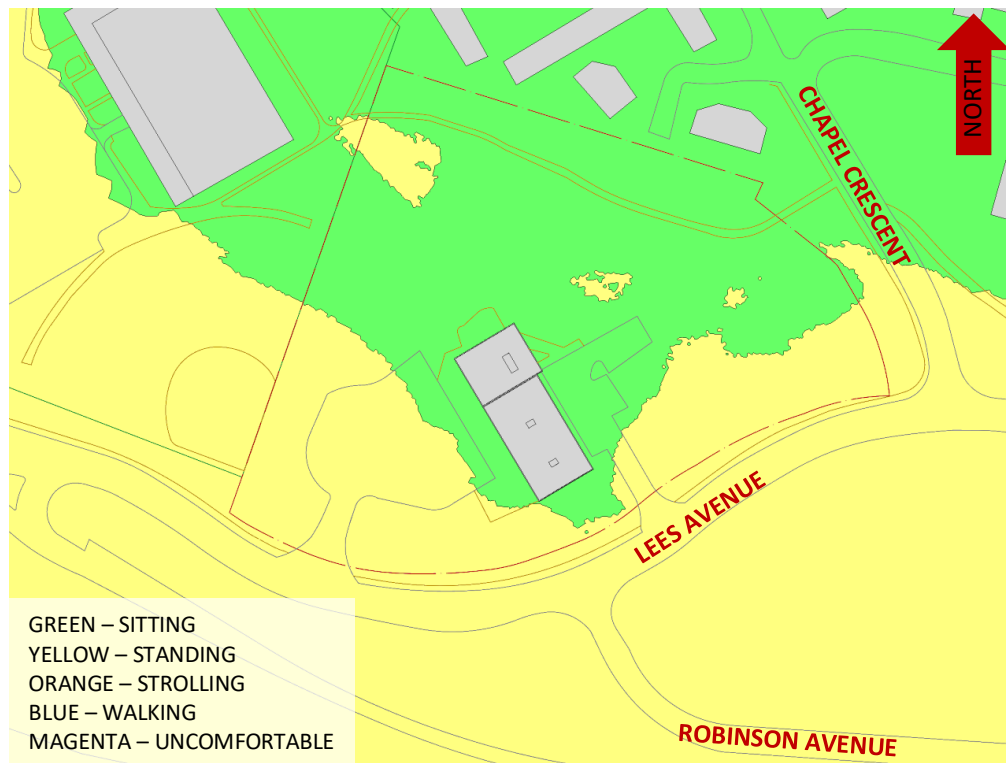 NORTH
CHAPEL CRESCENT
LEES AVENUE
GREEN – SITTING
YELLOW – STANDING
ORANGE – STROLLING
BLUE – WALKING
MAGENTA – UNCOMFORTABLE
ROBINSON AVENUE